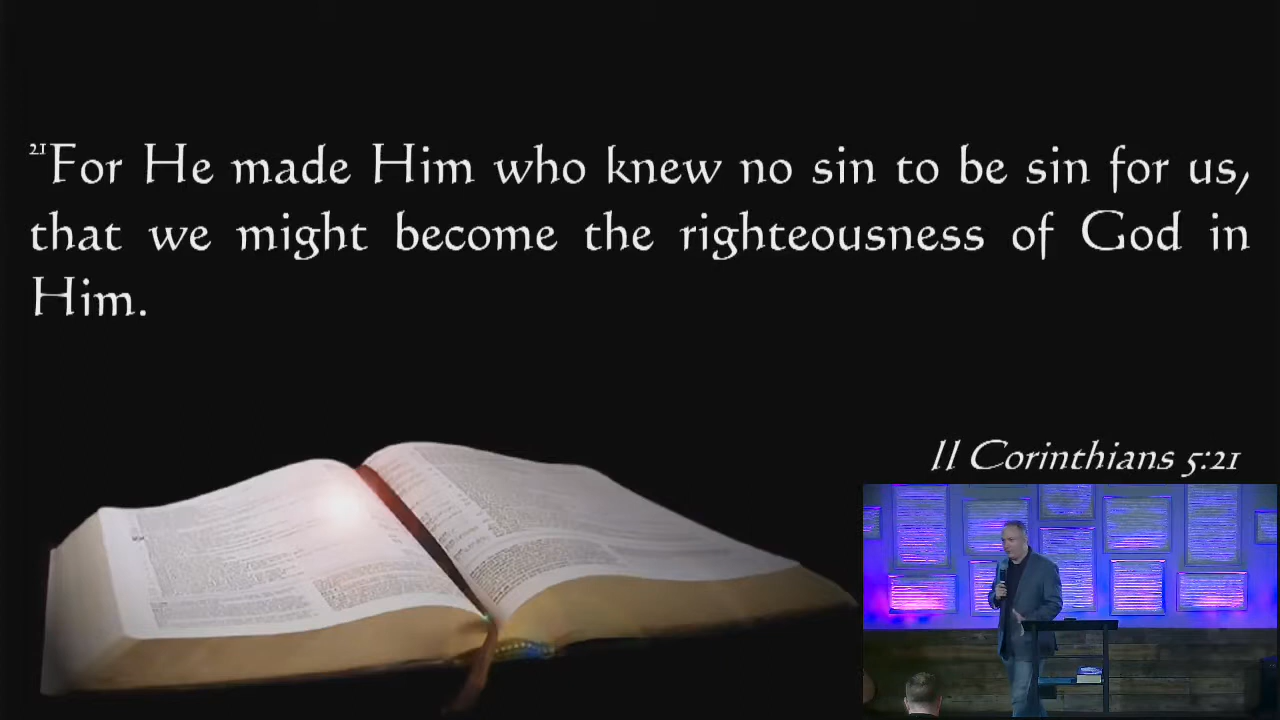 21For He made Him who knew no sin to be sin for us,
that we might become the righteousness of God in
Him.
II Corinthians 5:21